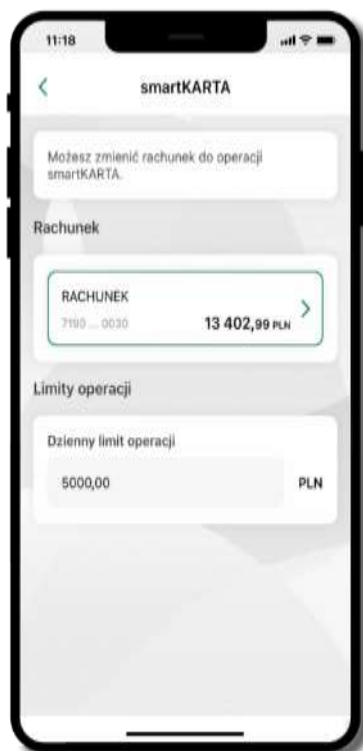 11:18
smartKARTA
Możesz zmienić rachunek do operacji
smartKARTA.
Rachunek
RACHUNEK
7190 ... 0030
13 402,99 PLN
Limity operacji
Dzienny limit operacji
5000,00 PLN